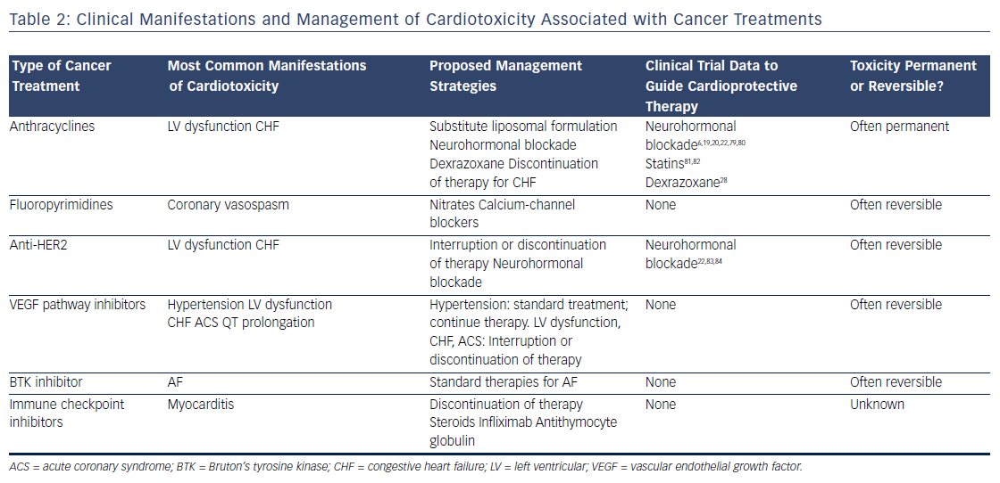 Table 2: Clinical Manifestations and Management of Cardiotoxicity Associated with Cancer Treatments
Type of Cancer Treatment
Most Common Manifestations of Cardiotoxicity
Proposed Management Strategies
Clinical Trial Data to Guide Cardioprotective Therapy
Toxicity Permanent or Reversible?
Anthracyclines
LV dysfunction CHF
Substitute liposomal formulation
Neurohormonal blockade
Dexrazoxane Discontinuation
of therapy for CHF
Neurohormonal
blockade6,19,20,22,79,80
Statins81,82
Dexrazoxane28
Often permanent
Fluoropyrimidines
Coronary vasospasm
Nitrates Calcium-channel
blockers
None
Often reversible
Anti-HER2
LV dysfunction CHF
Interruption or discontinuation
of therapy Neurohormonal
blockade
Neurohormonal
blockade22,83,84
Often reversible
VEGF pathway inhibitors
Hypertension LV dysfunction
CHF ACS QT prolongation
Hypertension: standard treatment;
continue therapy. LV dysfunction,
CHF, ACS: Interruption or
discontinuation of therapy
None
Often reversible
BTK inhibitor
AF
Standard therapies for AF
None
Often reversible
Immune checkpoint
inhibitors
Myocarditis
Discontinuation of therapy
Steroids Infliximab Antithymocyte
globulin
None
Unknown
ACS = acute coronary syndrome; BTK = Bruton's tyrosine kinase; CHF = congestive heart failure; LV = left ventricular; VEGF = vascular endothelial growth factor.